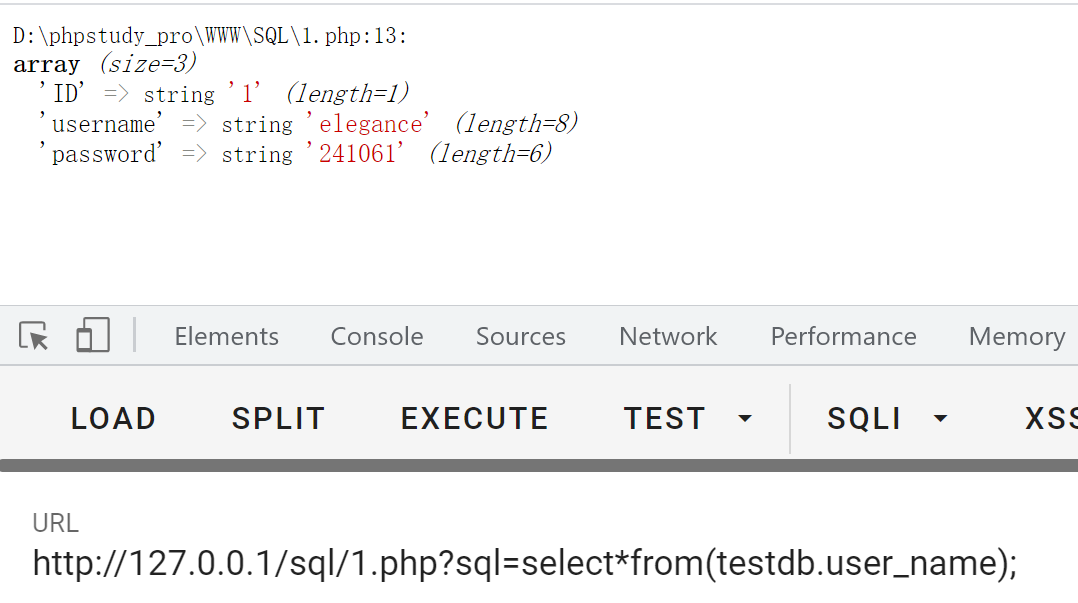 D:\phpstudy_pro\WWW\SQL\1.php:13:
array (size=3)
'ID' => string '1' (length=1)
'username' => string 'elegance' (length=8)
'password' => string '241061' (length=6)
Elements Console Sources Network Performance Memory
LOAD SPLIT EXECUTE TEST SQLI XSS
URL
http://127.0.0.1/sql/1.php?sql=select*from(testdb.user_name);